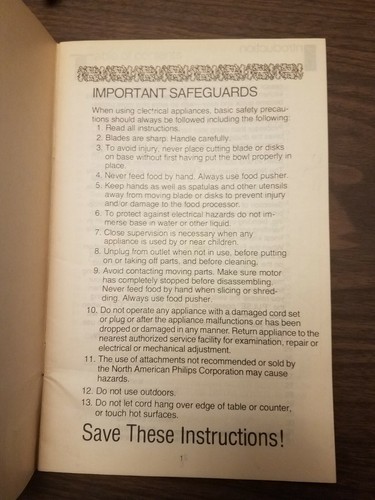 IMPORTANT SAFEGUARDS
When using electrical appliances, basic safety precau-
tions should always be followed including the following:
1. Read all instructions.
2. Blades are sharp. Handle carefully.
3. To avoid injury, never place cutting blade or disks
on base without first having put the bowl properly in
place.
4. Never feed food by hand. Always use food pusher.
5. Keep hands as well as spatulas and other utensils
away from moving blade or disks to prevent injury
and/or damage to the food processor.
6. To protect against electrical hazards do not im-
merse base in water or other liquid.
7. Close supervision is necessary when any
appliance is used by or near children.
8. Unplug from outlet when not in use, before putting
on or taking off parts, and before cleaning.
9. Avoid contacting moving parts. Make sure motor
has completely stopped before disassembling.
Never feed food by hand when slicing or shred-
ding. Always use food pusher.
10. Do not operate any appliance with a damaged cord set
or plug or after the appliance malfunctions or has been
dropped or damaged in any manner. Return appliance to the
nearest authorized service facility for examination, repair or
electrical or mechanical adjustment.
11. The use of attachments not recommended or sold by
the North American Philips Corporation may cause
hazards.
12. Do not use outdoors.
13. Do not let cord hang over edge of table or counter,
or touch hot surfaces.
Save These Instructions!
1